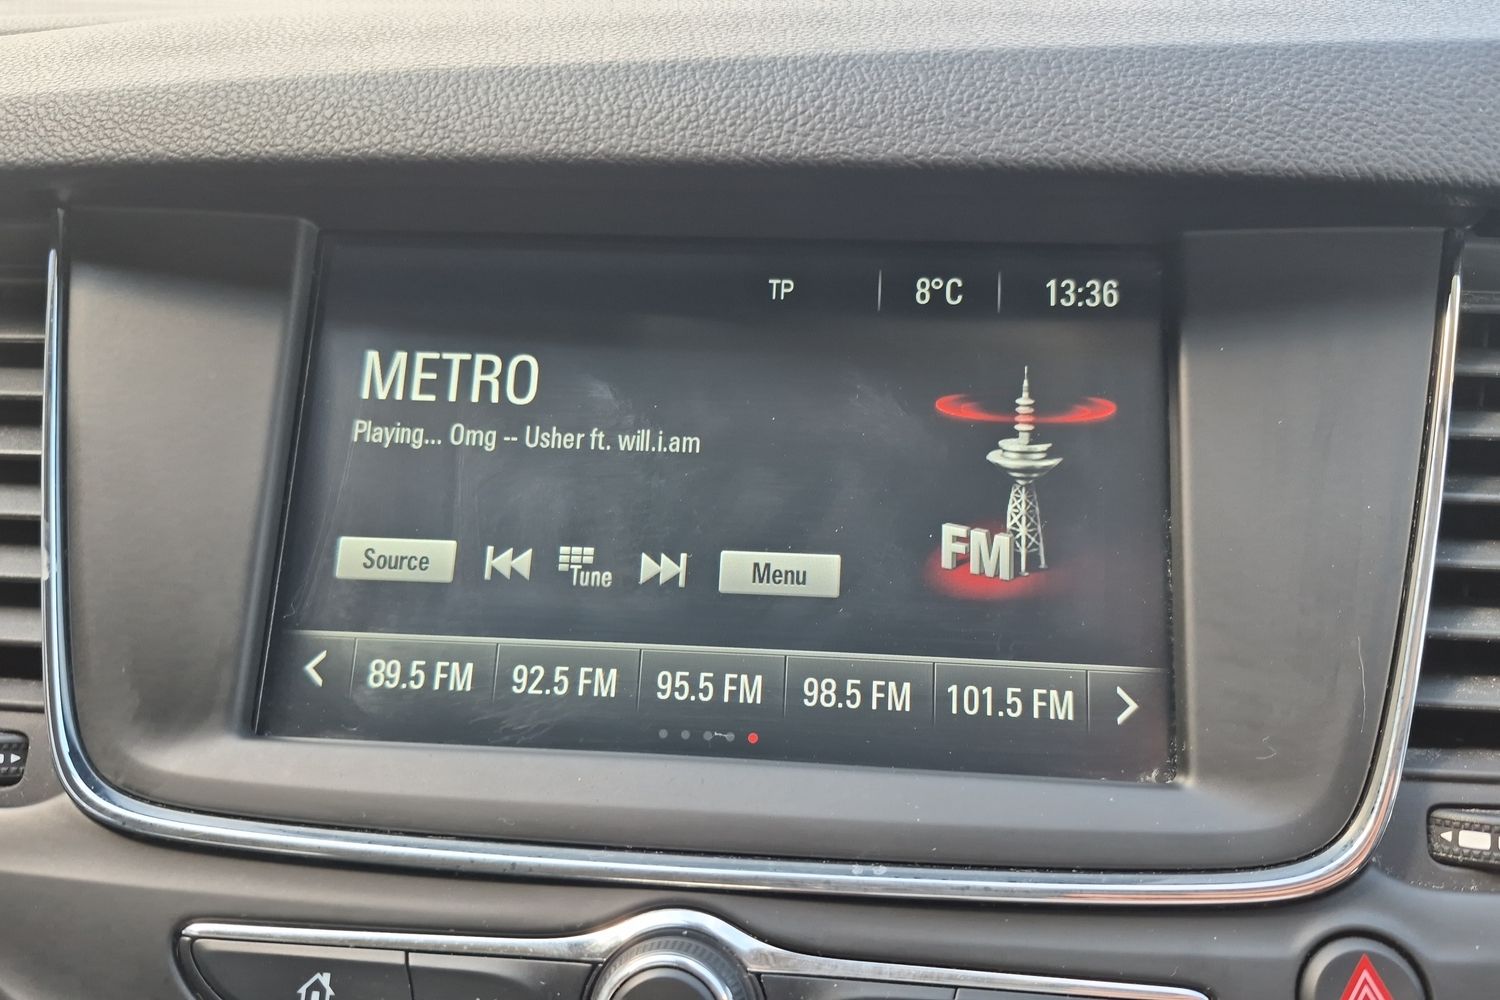 TP 8°C 13:36
METRO
Playing... Omg -- Usher ft. will.i.am
FM
Source Tune Menu
89.5 FM 92.5 FM 95.5 FM 98.5 FM 101.5 FM